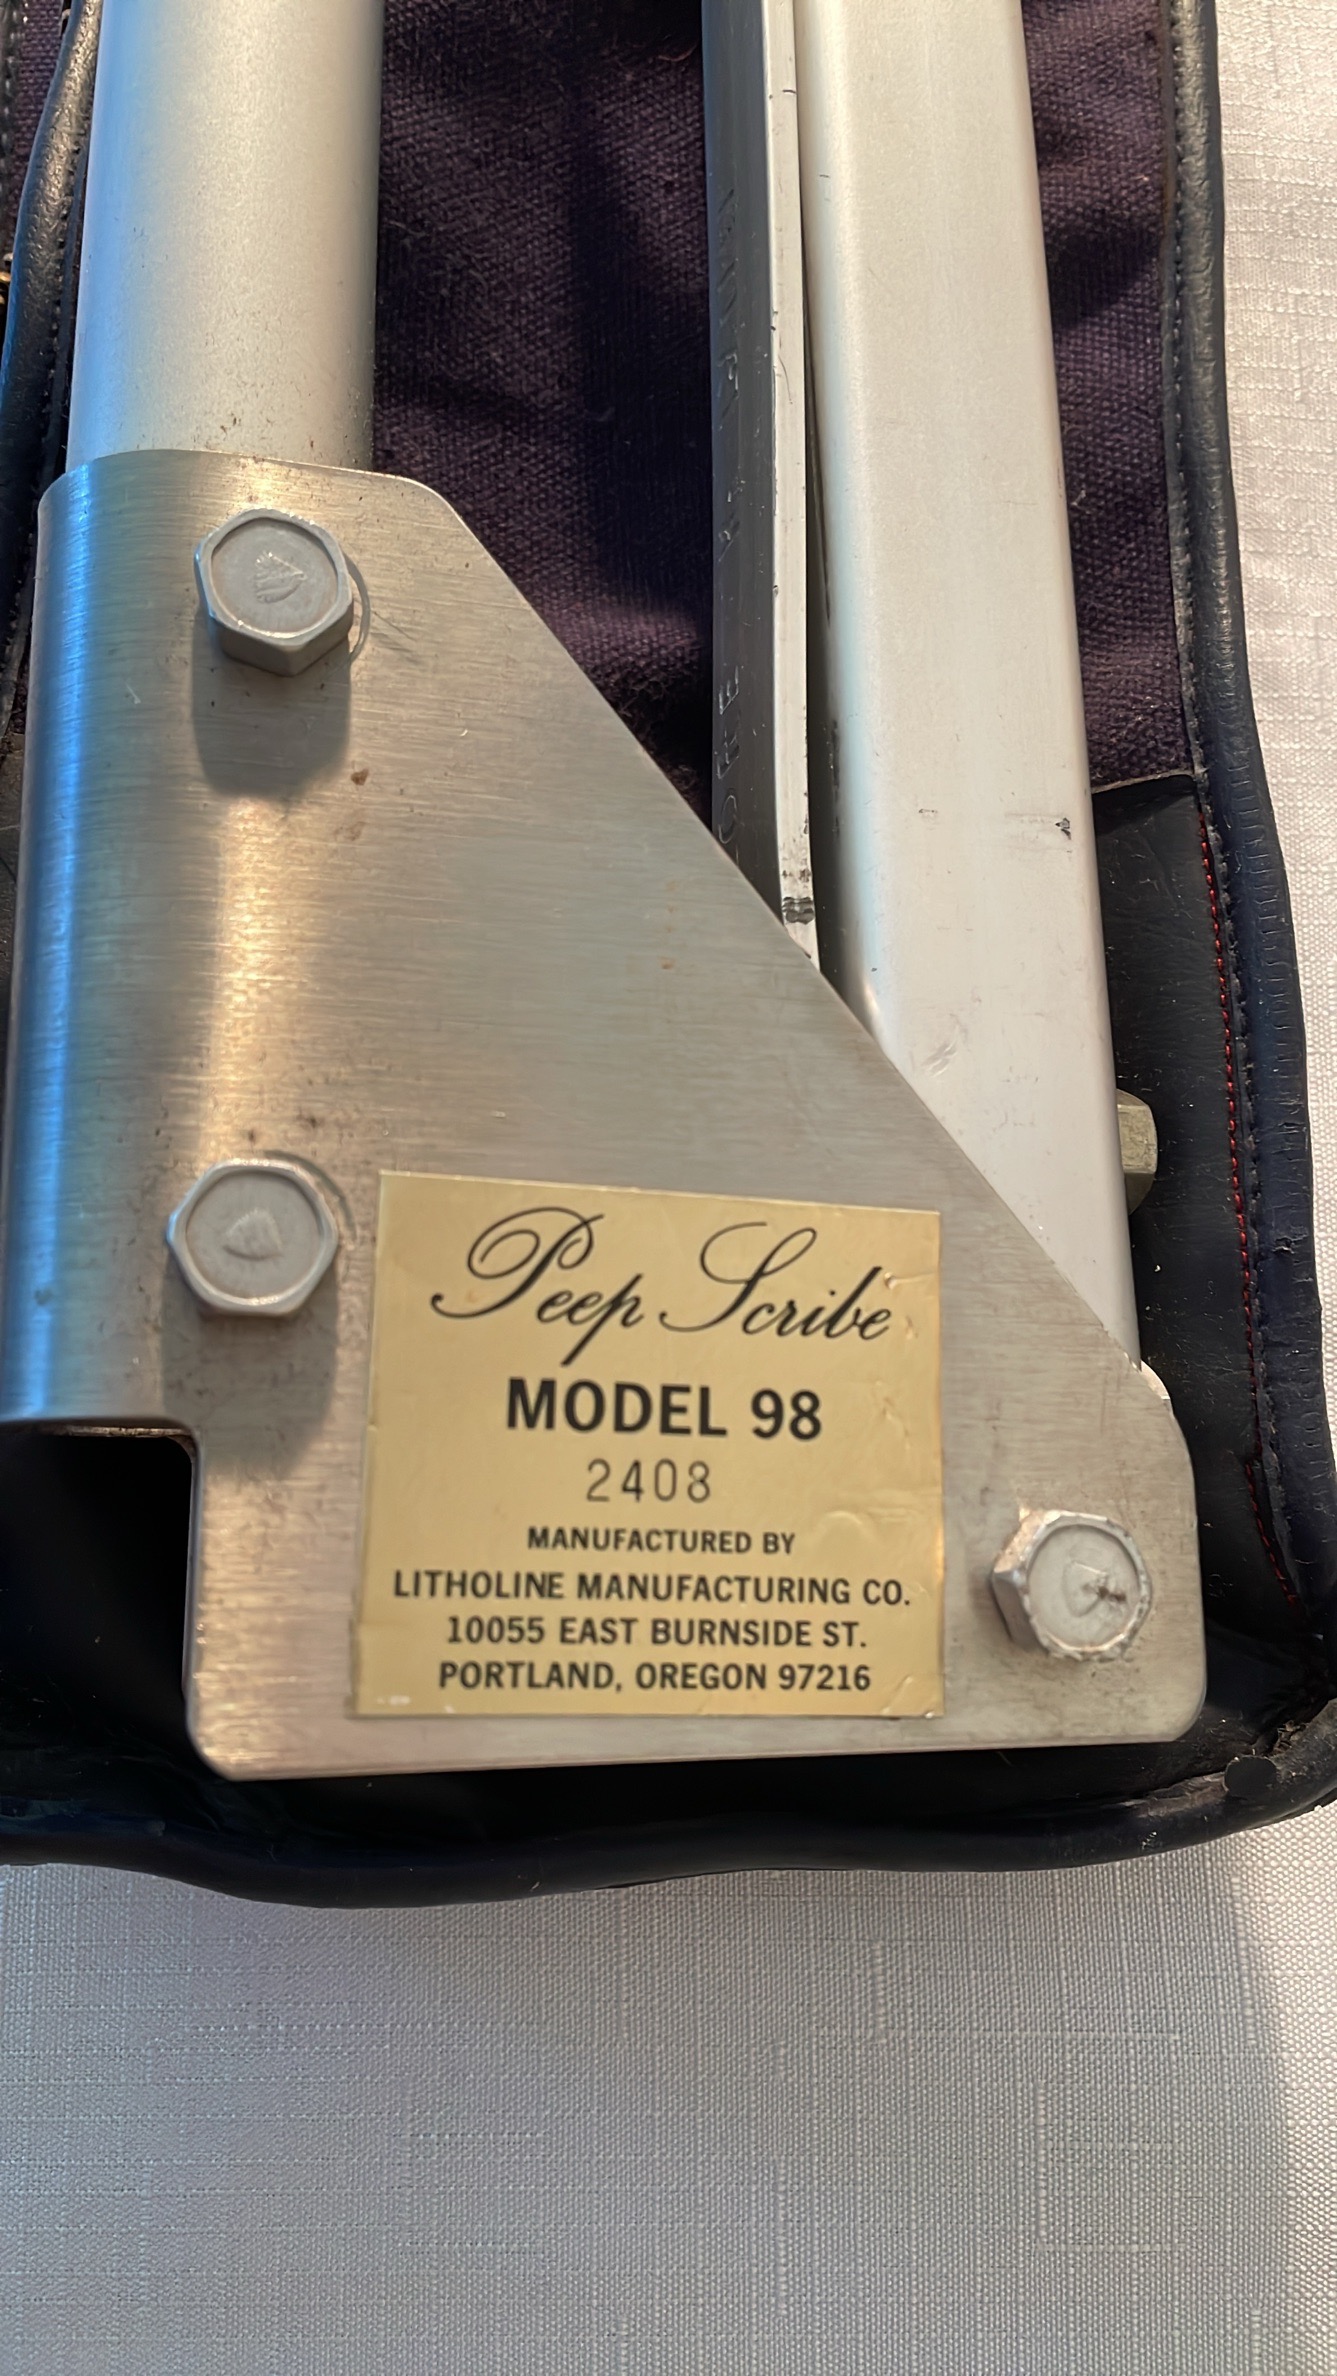 Peep Scribe
MODEL 98
2408
MANUFACTURED BY
LITHOLINE MANUFACTURING CO.
10055 EAST BURNSIDE ST.
PORTLAND, OREGON 97216